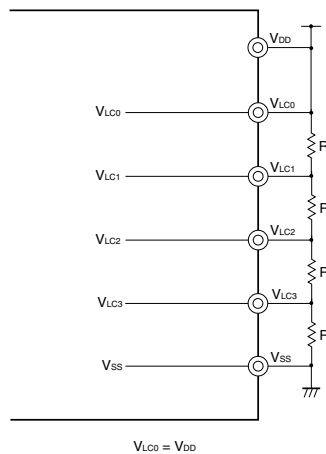 VDD
VLC0 VLC0
R
VLC1 VLC1
R
VLC2 VLC2
R
VLC3 VLC3
R
VSS VSS
VLC0 = VDD